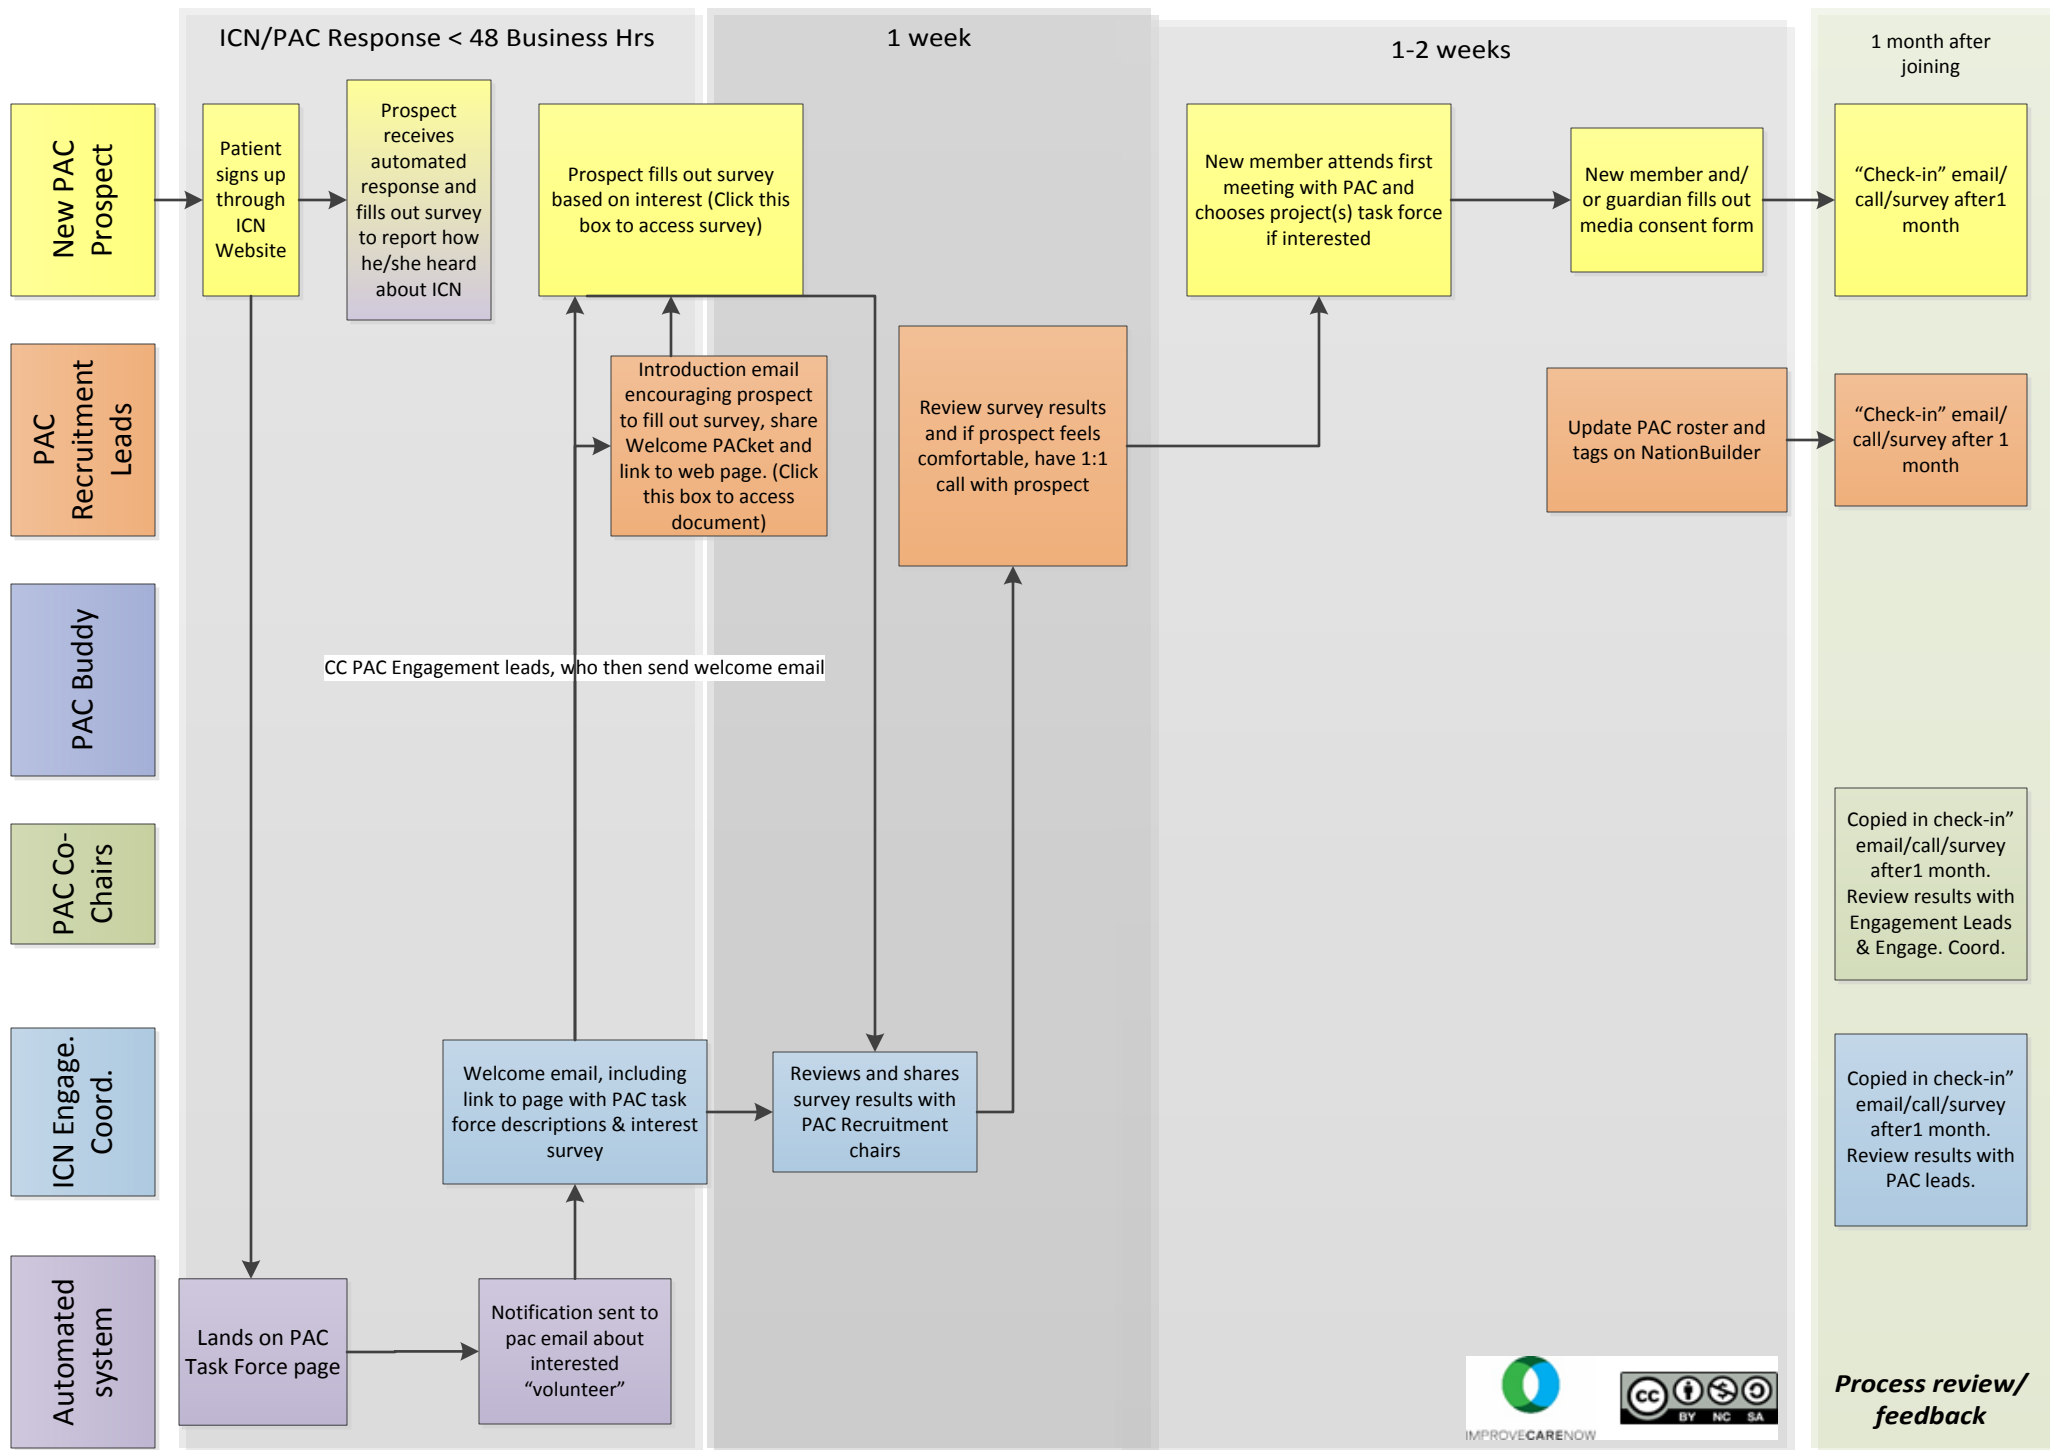 ICN/PAC Response < 48 Business Hrs
1 week
1-2 weeks
1 month after
joining
New PAC
Prospect
Patient
signs up
through
ICN
Website
Prospect
receives
automated
response and
fills out survey
to report how
he/she heard
about ICN
Prospect fills out survey
based on interest (Click this
box to access survey)
New member attends first
meeting with PAC and
chooses project(s) task force
if interested
New member and/
or guardian fills out
media consent form
“Check-in” email/
call/survey after1
month
PAC
Recruitment
Leads
Introduction email
encouraging prospect
to fill out survey, share
Welcome PACket and
link to web page. (Click
this box to access
document)
Review survey results
and if prospect feels
comfortable, have 1:1
call with prospect
Update PAC roster and
tags on NationBuilder
“Check-in” email/
call/survey after 1
month
PAC Buddy
CC PAC Engagement leads, who then send welcome email
PAC Co-
Chairs
Copied in check-in”
email/call/survey
after1 month.
Review results with
Engagement Leads
& Engage. Coord.
ICN Engage.
Coord.
Welcome email, including
link to page with PAC task
force descriptions & interest
survey
Reviews and shares
survey results with
PAC Recruitment
chairs
Copied in check-in”
email/call/survey
after1 month.
Review results with
PAC leads.
Automated
system
Lands on PAC
Task Force page
Notification sent to
pac email about
interested
“volunteer”
IMPROVECARENOW
cc
BY NC SA
Process review/
feedback